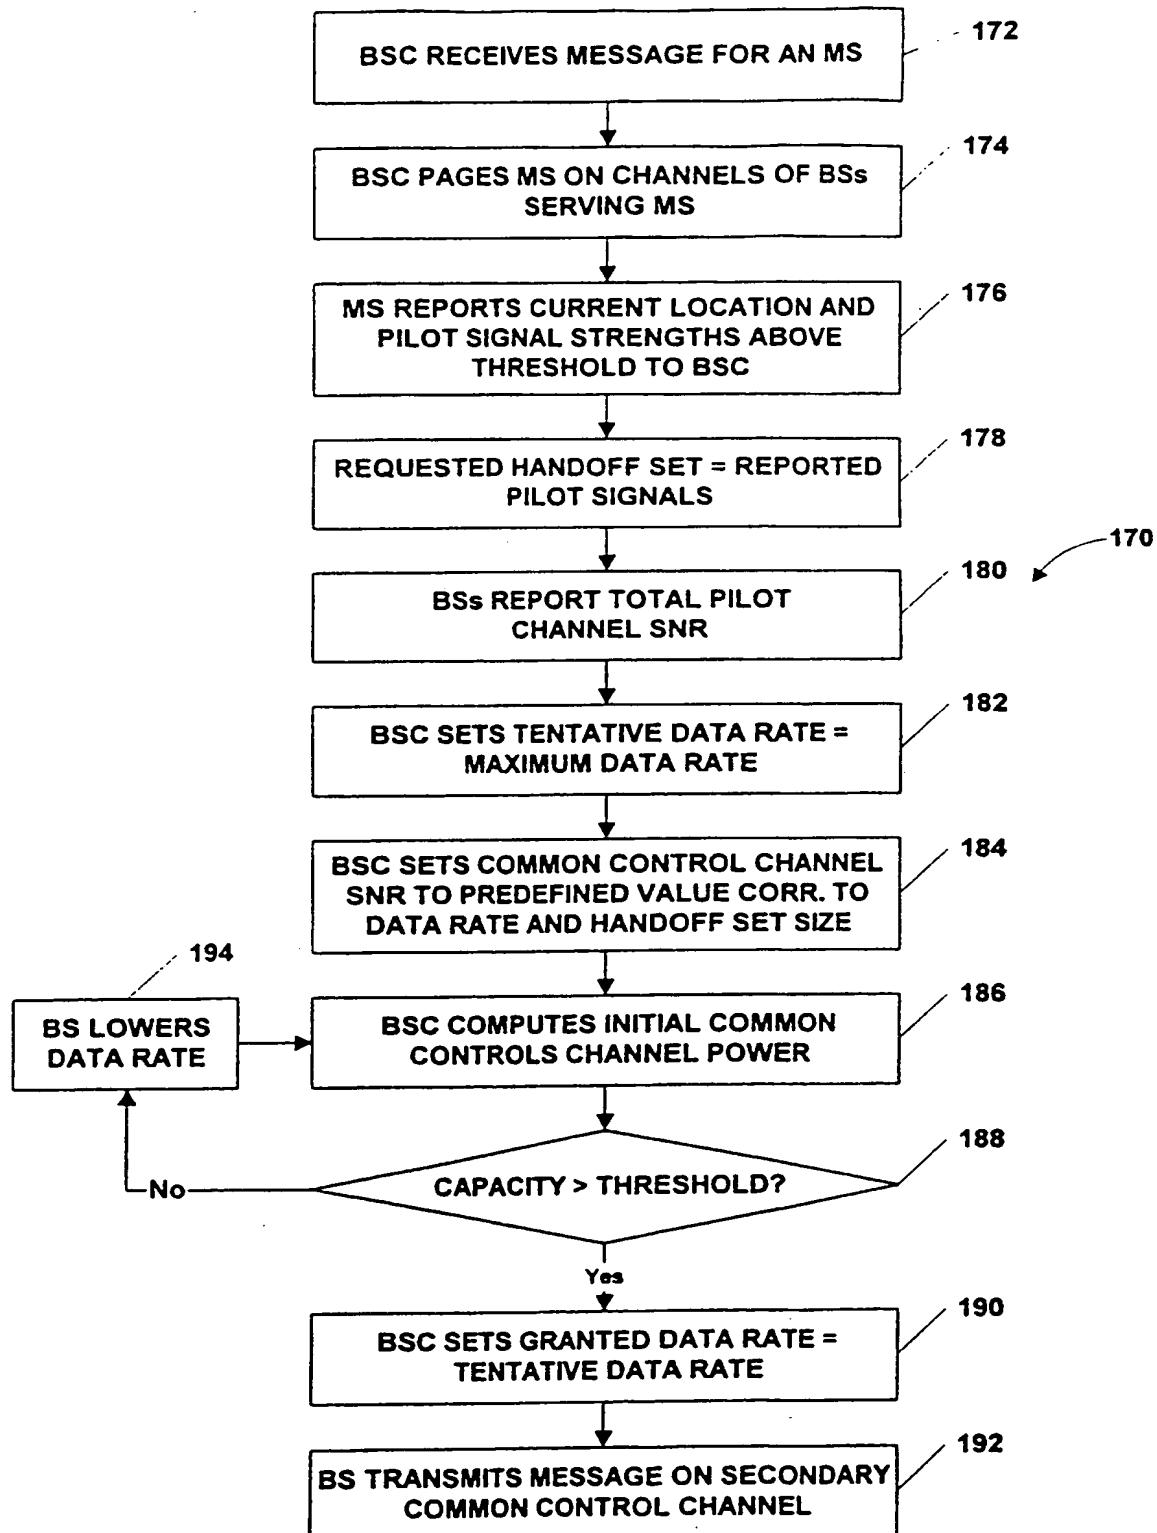 BSC RECEIVES MESSAGE FOR AN MS
172
BSC PAGES MS ON CHANNELS OF BSs
SERVING MS
174
MS REPORTS CURRENT LOCATION AND
PILOT SIGNAL STRENGTHS ABOVE
THRESHOLD TO BSC
176
REQUESTED HANDOFF SET = REPORTED
PILOT SIGNALS
178
170
BSs REPORT TOTAL PILOT
CHANNEL SNR
180
BSC SETS TENTATIVE DATA RATE =
MAXIMUM DATA RATE
182
BSC SETS COMMON CONTROL CHANNEL
SNR TO PREDEFINED VALUE CORR. TO
DATA RATE AND HANDOFF SET SIZE
184
194
BS LOWERS
DATA RATE
BSC COMPUTES INITIAL COMMON
CONTROLS CHANNEL POWER
186
CAPACITY > THRESHOLD?
188
No
Yes
BSC SETS GRANTED DATA RATE =
TENTATIVE DATA RATE
190
BS TRANSMITS MESSAGE ON SECONDARY
COMMON CONTROL CHANNEL
192